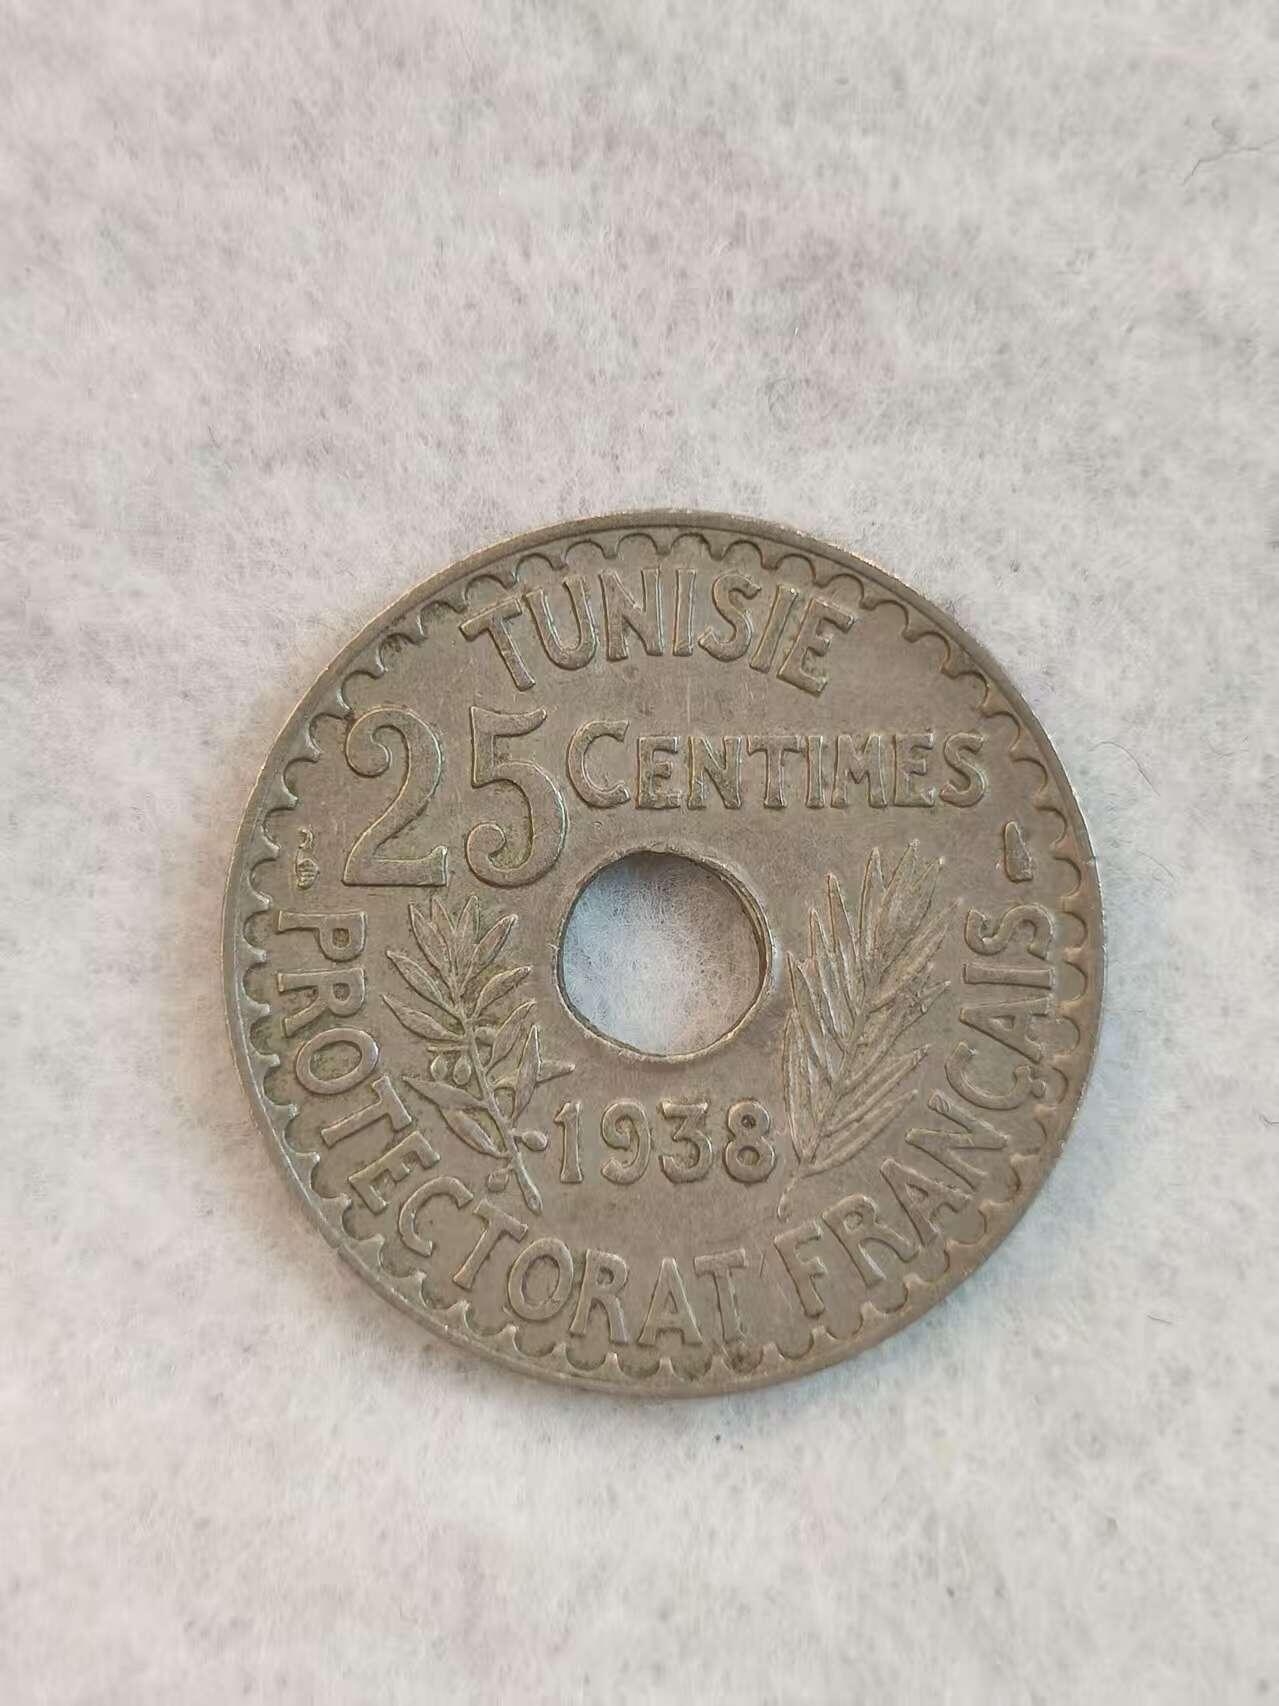 TUNISIE
25 CENTIMES
1938
PROTECTORAT FRANÇAIS